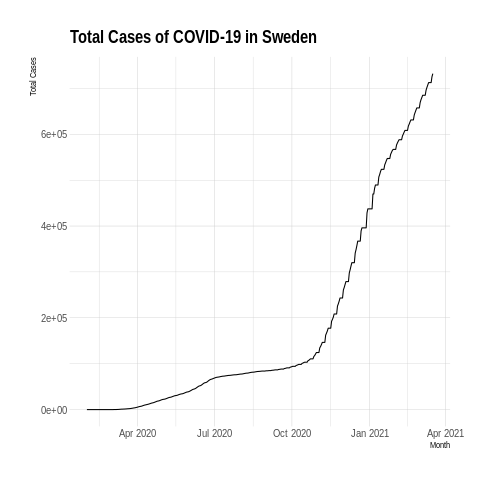 Total Cases of COVID-19 in Sweden
Total Cases
6e+05
4e+05
2e+05
0e+00
Apr 2020 Jul 2020 Oct 2020 Jan 2021 Apr 2021
Month